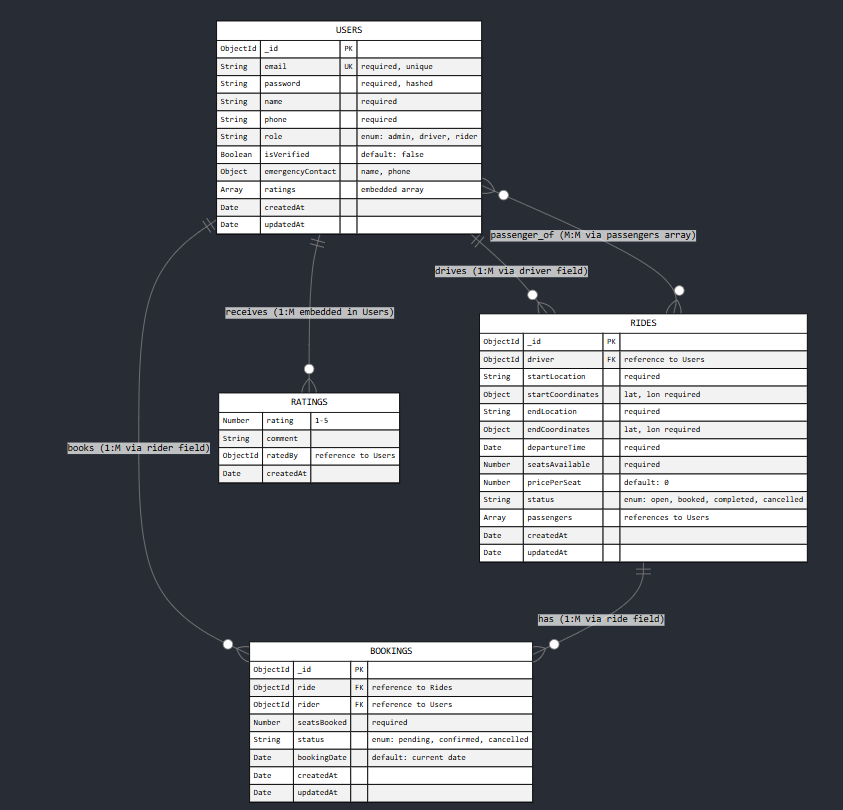 USERS
ObjectId _id PK
String email UK required, unique
String password required, hashed
String name required
String phone required
String role enum: admin, driver, rider
Boolean isVerified default: false
Object emergencyContact name, phone
Array ratings embedded array
Date createdAt
Date updatedAt
passenger_of (M:M via passengers array)
drives (1:M via driver field)
receives (1:M embedded in Users)
RIDES
ObjectId _id PK
ObjectId driver FK reference to Users
String startLocation required
Object startCoordinates lat, lon required
String endLocation required
Object endCoordinates lat, lon required
Date departureTime required
Number seatsAvailable required
Number pricePerSeat default: 0
String status enum: open, booked, completed, cancelled
Array passengers references to Users
Date createdAt
Date updatedAt
RATINGS
Number rating 1-5
String comment
ObjectId ratedBy reference to Users
Date createdAt
books (1:M via rider field)
has (1:M via ride field)
BOOKINGS
ObjectId _id PK
ObjectId ride FK reference to Rides
ObjectId rider FK reference to Users
Number seatsBooked required
String status enum: pending, confirmed, cancelled
Date bookingDate default: current date
Date createdAt
Date updatedAt